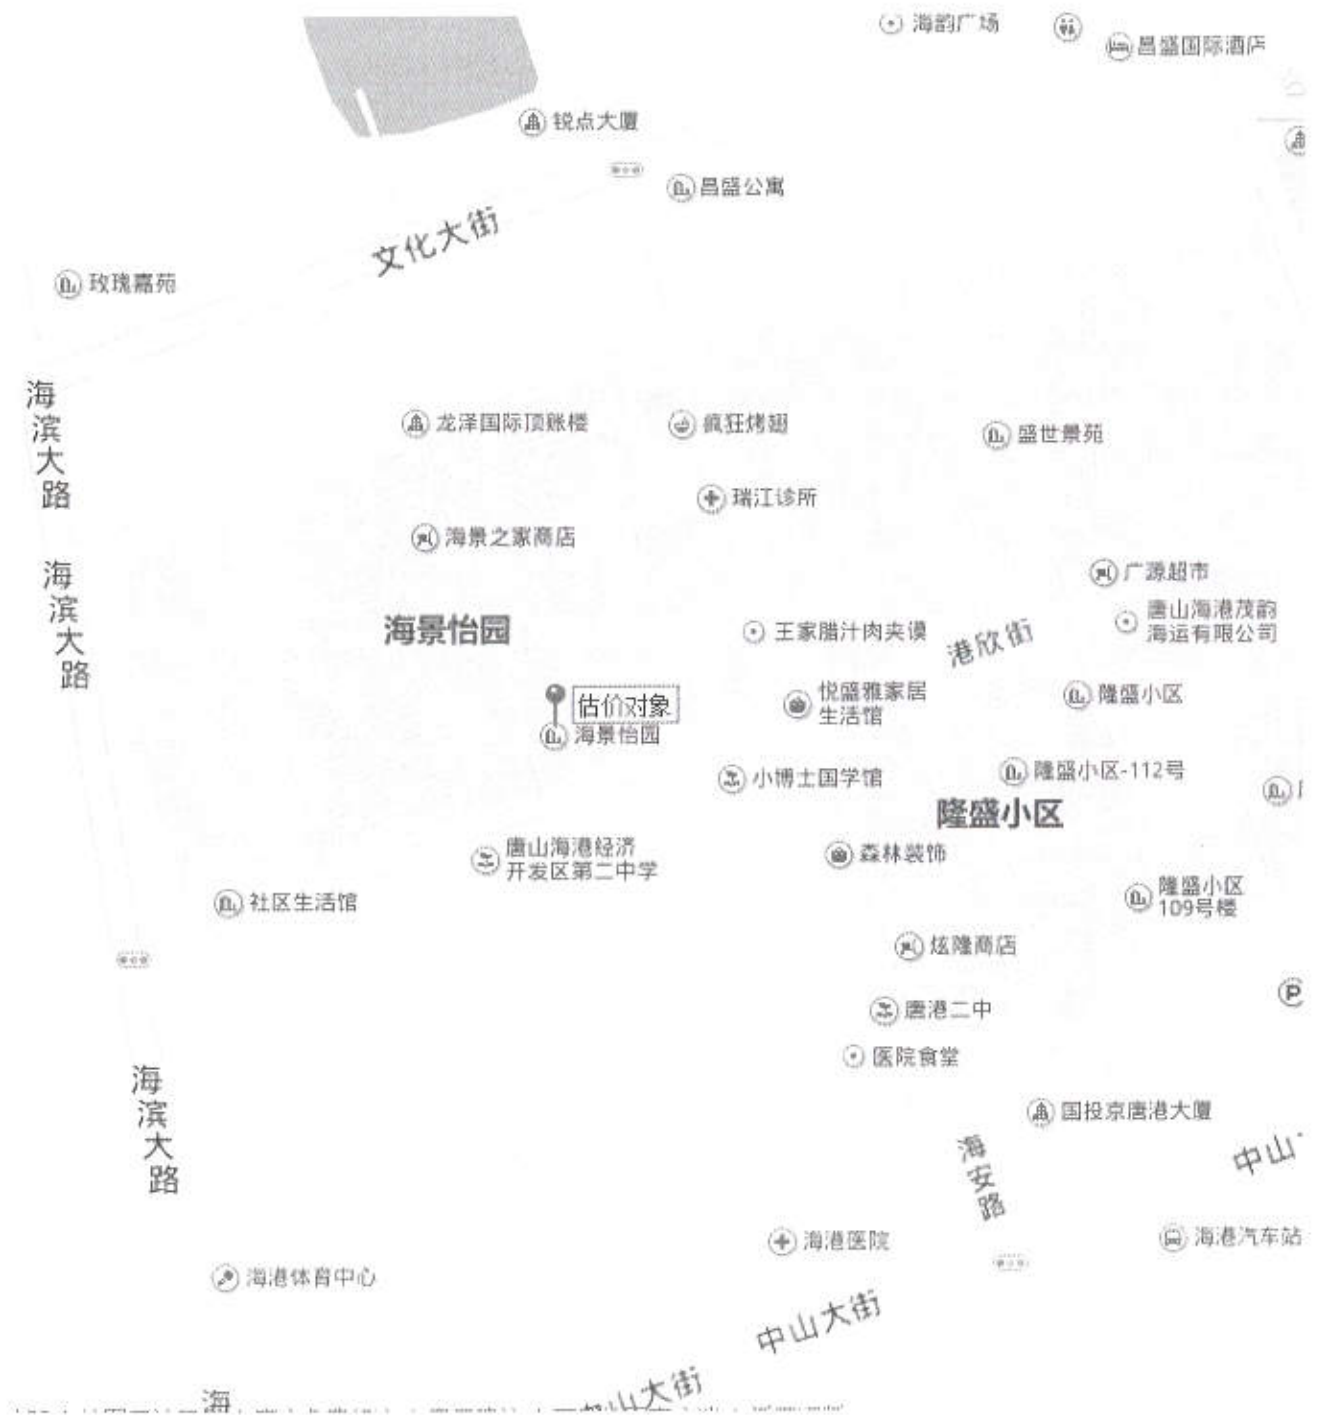 海韵广场
昌盛国际酒店
锐点大厦
昌盛公寓
文化大街
玫瑰嘉苑
海滨大路
龙泽国际顶账楼
疯狂烤翅
盛世景苑
瑞江诊所
海景之家商店
海滨大路
广源超市
唐山海港茂韵
海运有限公司
海景怡园
王家腊汁肉夹馍
港欣街
估价对象
悦盛雅家居
生活馆
隆盛小区
海景怡园
小博士国学馆
隆盛小区-112号
隆盛小区
唐山海港经济
开发区第二中学
森林装饰
社区生活馆
隆盛小区
109号楼
炫隆商店
P
唐港二中
医院食堂
海滨大路
国投京唐港大厦
海安路
中山
海港医院
海港汽车站
海港体育中心
中山大街
山大街
海